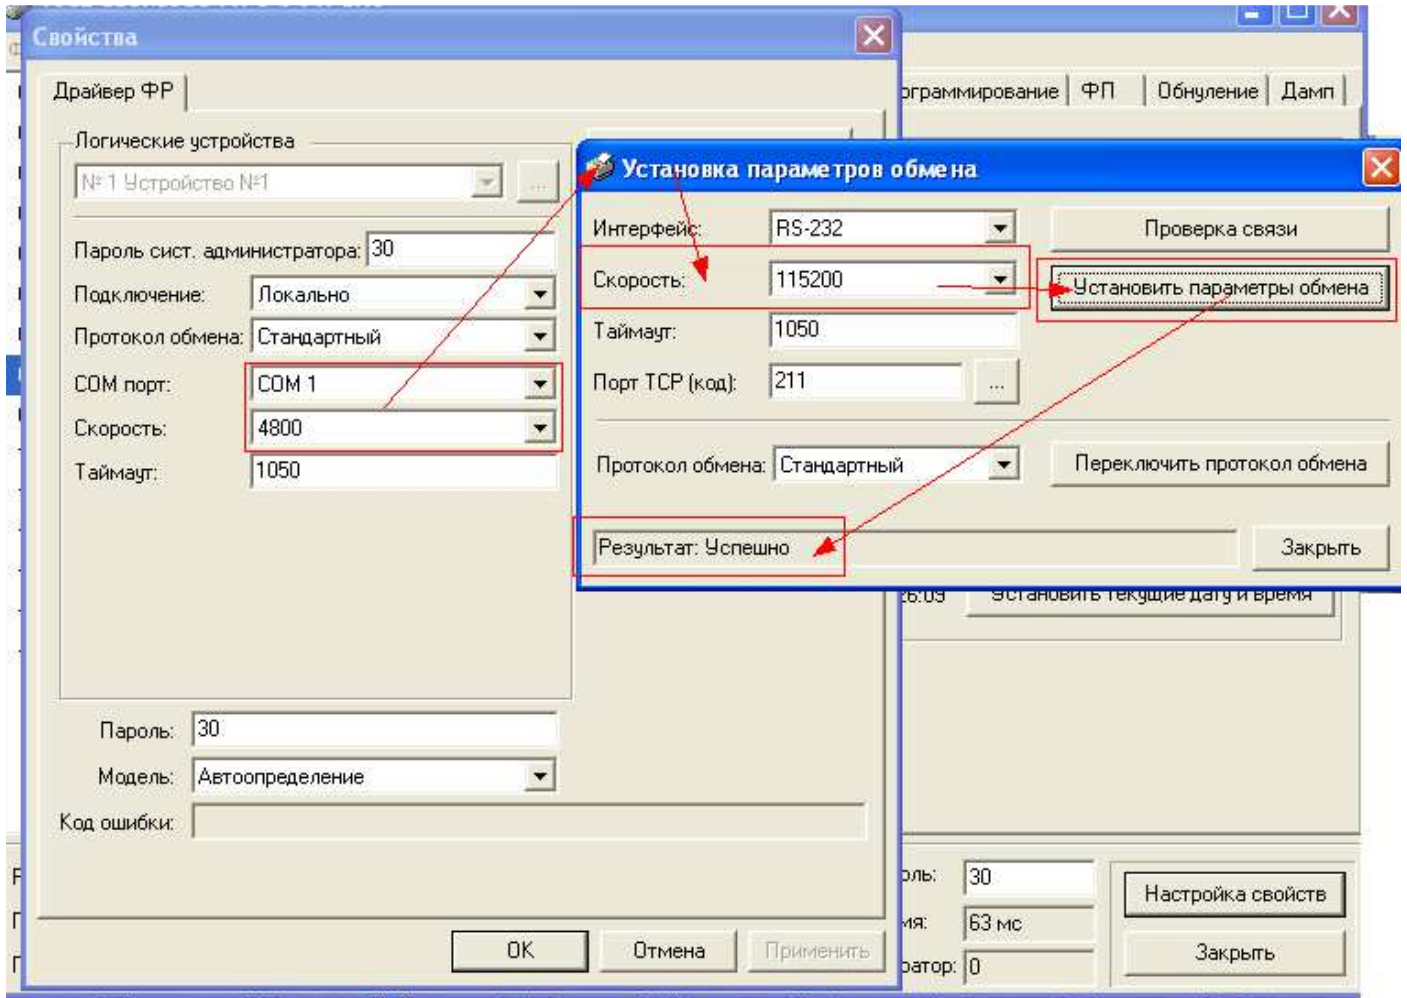 Свойства
Драйвер ФР
ФП
Обнуление
Дамп
Логические устройства
№ 1 Устройство №1
...
Пароль сист. администратора: 30
Подключение: Локально
Протокол обмена: Стандартный
COM порт: COM 1
Скорость: 4800
Таймаут: 1050
Установка параметров обмена
Интерфейс: RS-232
Проверка связи
Скорость: 115200
Установить параметры обмена
Таймаут: 1050
Порт TCP (код): 211 ...
Протокол обмена: Стандартный
Переключить протокол обмена
Результат: Успешно
Закрыть
26:09 Установить текущие дату и время
Пароль: 30
Модель: Автоопределение
Код ошибки:
30
Настройка свойств
63 мс
0
Закрыть
OK
Отмена
Применить